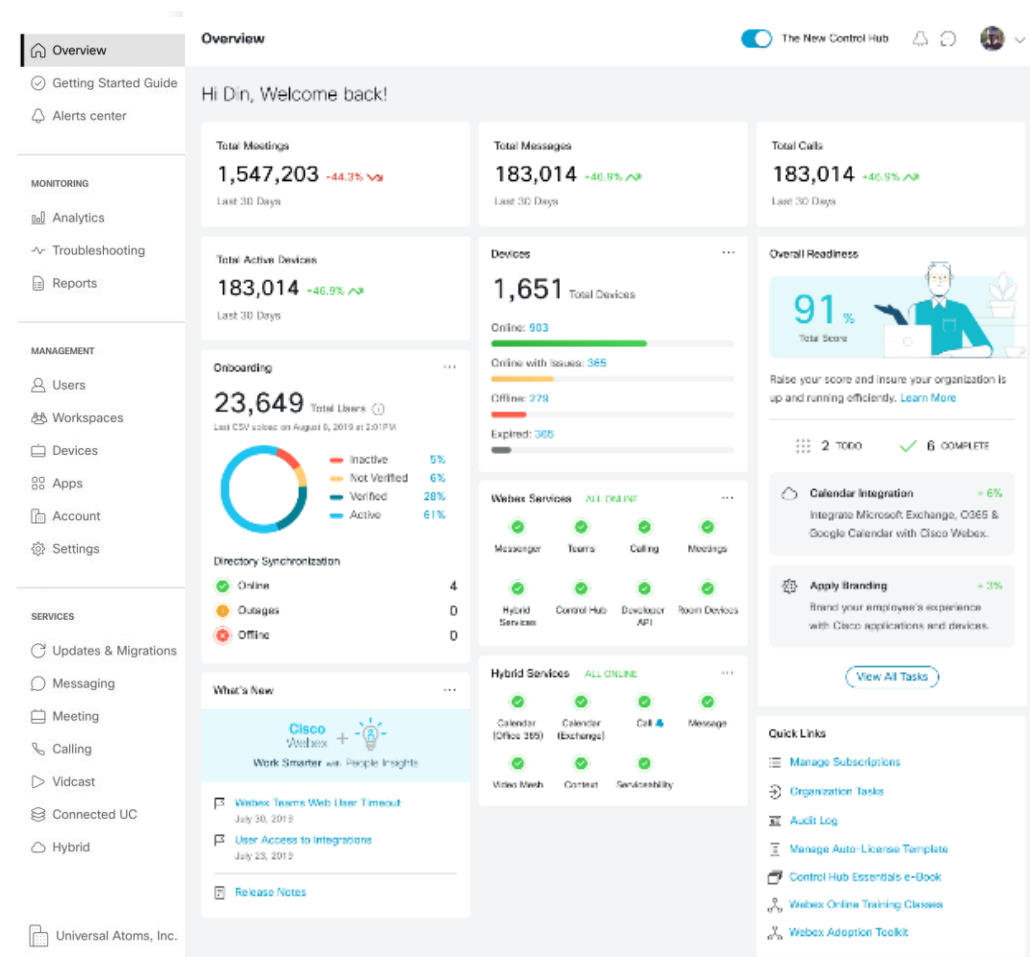 Overview
Getting Started Guide
Alerts center
MONITORING
Analytics
Troubleshooting
Reports
MANAGEMENT
Users
Workspaces
Devices
Apps
Account
Settings
SERVICES
Updates & Migrations
Messaging
Meeting
Calling
Vidcast
Connected UC
Hybrid
Universal Atoms, Inc.
Overview
The New Control Hub
Hi Din, Welcome back!
Total Meetings
1,547,203 -44.3%
Last 30 Days
Total Messages
183,014 +46.9%
Last 30 Days
Total Calls
183,014 +46.9%
Last 30 Days
Total Active Devices
183,014 +46.9%
Last 30 Days
Onboarding
23,649 Total Users
Last CSV upload on August 8, 2019 at 2:01PM
Inactive 5%
Not Verified 6%
Verified 28%
Active 61%
Directory Synchronization
Online 4
Outages 0
Offline 0
What's New
Cisco
Webex +
Work Smarter with People Insights
Webex Teams Web User Timeout
July 30, 2019
User Access to Integrations
July 23, 2019
Release Notes
Devices
1,651 Total Devices
Online: 903
Online with Issues: 365
Offline: 279
Expired: 365
Webex Services ALL ONLINE
Messenger Teams Calling Meetings
Hybrid Control Hub Developer Room Devices
Services API
Hybrid Services ALL ONLINE
Calendar Calendar Call Message
(Office 365) (Exchange)
Video Mesh Context Serviceability
Overall Readiness
91 %
Total Score
Raise your score and insure your organization is
up and running efficiently. Learn More
2 TODO 6 COMPLETE
Calendar Integration + 6%
Integrate Microsoft Exchange, O365 &
Google Calendar with Cisco Webex.
Apply Branding + 3%
Brand your employee's experience
with Cisco applications and devices.
View All Tasks
Quick Links
Manage Subscriptions
Organization Tasks
Audit Log
Manage Auto-License Template
Control Hub Essentials e-Book
Webex Online Training Classes
Webex Adoption Toolkit